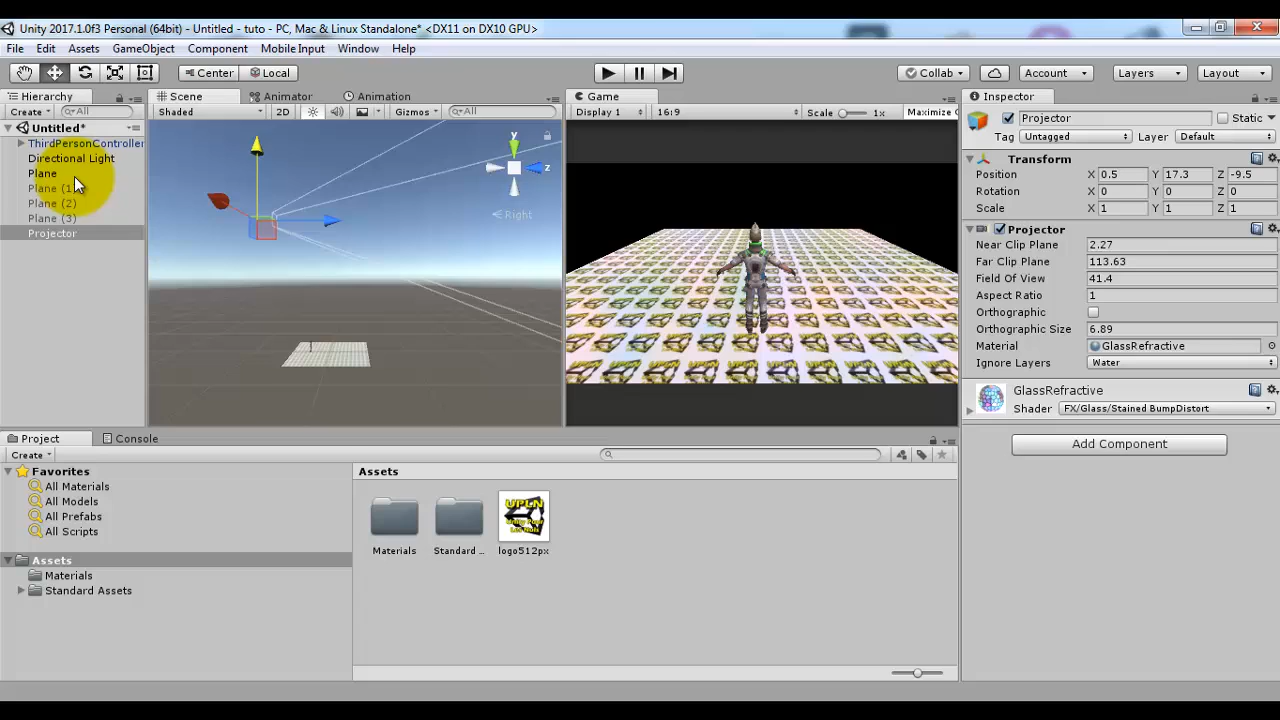 Unity 2017.1.0f3 Personal (64bit) - Untitled - tuto - PC, Mac & Linux Standalone* <DX11 on DX10 GPU>
File Edit Assets GameObject Component Mobile Input Window Help
Center Local Collab Account Layers Layout
Hierarchy Scene Animator Animation Game Inspector
Create All Shaded 2D Gizmos All Display 1 16:9 Scale 1x Maximize Projector Static
Tag Untagged Layer Default
Untitled*
ThirdPersonController
Directional Light
Plane
Plane (1
Plane (2)
Plane (3)
Projector
y
z
Right
Transform
Position X 0.5 Y 17.3 Z -9.5
Rotation X 0 Y 0 Z 0
Scale X 1 Y 1 Z 1
Projector
Near Clip Plane 2.27
Far Clip Plane 113.63
Field Of View 41.4
Aspect Ratio 1
Orthographic
Orthographic Size 6.89
Material GlassRefractive
Ignore Layers Water
GlassRefractive
Shader FX/Glass/Stained BumpDistort
Add Component
Project Console
Create
Favorites
All Materials
All Models
All Prefabs
All Scripts
Assets
Materials
Standard Assets
Assets
UPLN
Unity Pour
Les Nuls
Materials Standard ... logo512px